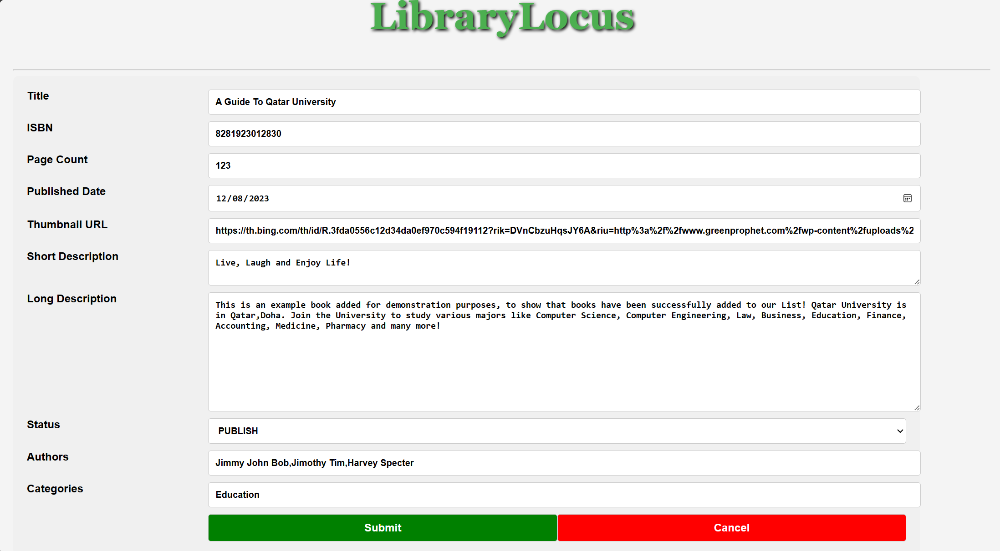 LibraryLocus
Title
A Guide To Qatar University
ISBN
8281923012830
Page Count
123
Published Date
12/08/2023
Thumbnail URL
https://th.bing.com/th/id/R.3fda0556c12d34da0ef970c594f19112?rik=DVnCbzuHqsJY6A&riu=http%3a%2f%2fwww.greenprophet.com%2fwp-content%2fuploads%2
Short Description
Live, Laugh and Enjoy Life!
Long Description
This is an example book added for demonstration purposes, to show that books have been successfully added to our List! Qatar University is
in Qatar,Doha. Join the University to study various majors like Computer Science, Computer Engineering, Law, Business, Education, Finance,
Accounting, Medicine, Pharmacy and many more!
Status
PUBLISH
Authors
Jimmy John Bob,Jimothy Tim,Harvey Specter
Categories
Education
Submit
Cancel